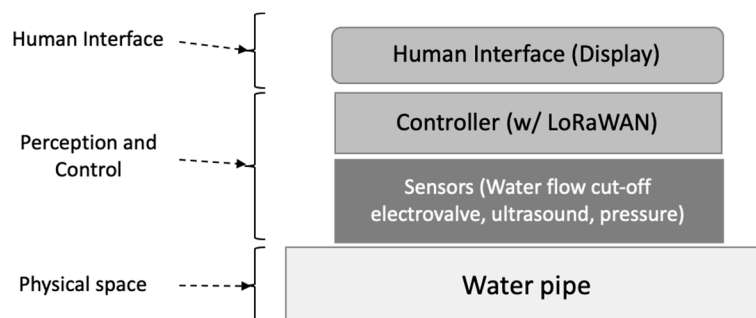 Human Interface
Human Interface (Display)
Controller (w/ LoRaWAN)
Perception and
Control
Sensors (Water flow cut-off
electrovalve, ultrasound, pressure)
Physical space
Water pipe